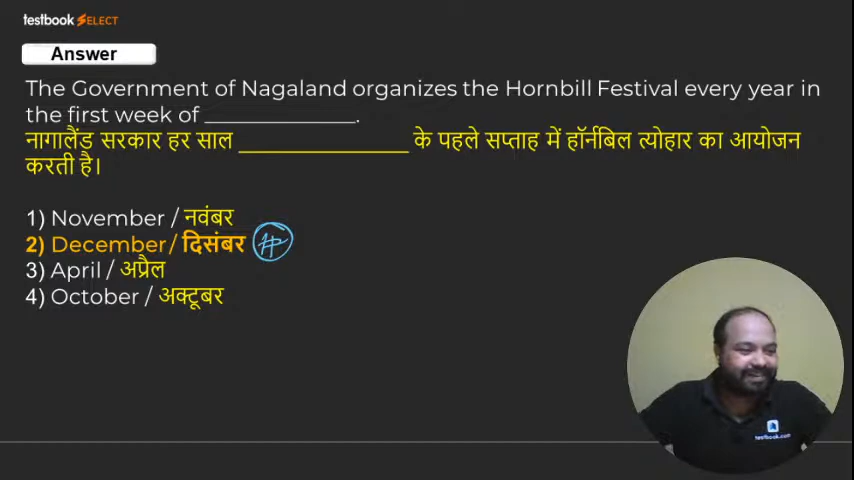 testbook SELECT
Answer
The Government of Nagaland organizes the Hornbill Festival every year in
the first week of ______________.
नागालैंड सरकार हर साल ________________ के पहले सप्ताह में हॉर्नबिल त्योहार का आयोजन
करती है।
1) November / नवंबर
2) December / दिसंबर
3) April / अप्रैल
4) October / अक्टूबर
testbook.com